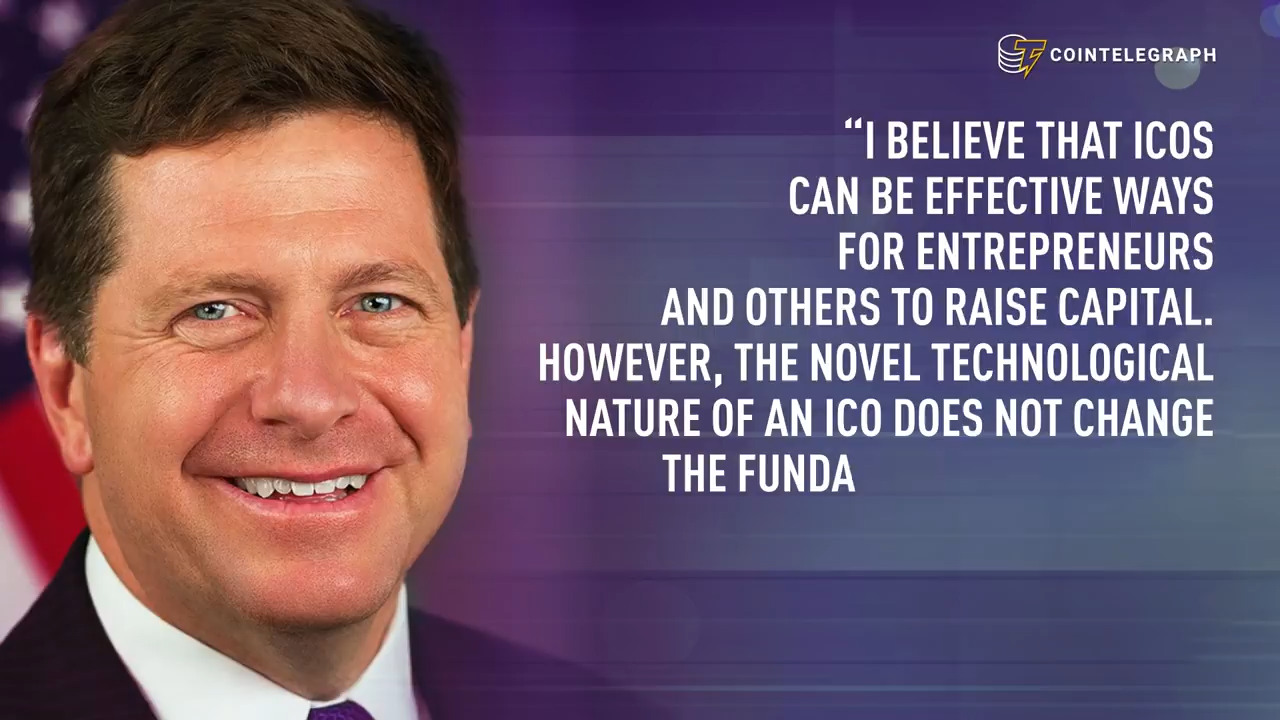 COINTELEGRAPH
“I BELIEVE THAT ICOS
CAN BE EFFECTIVE WAYS
FOR ENTREPRENEURS
AND OTHERS TO RAISE CAPITAL.
HOWEVER, THE NOVEL TECHNOLOGICAL
NATURE OF AN ICO DOES NOT CHANGE
THE FUNDA